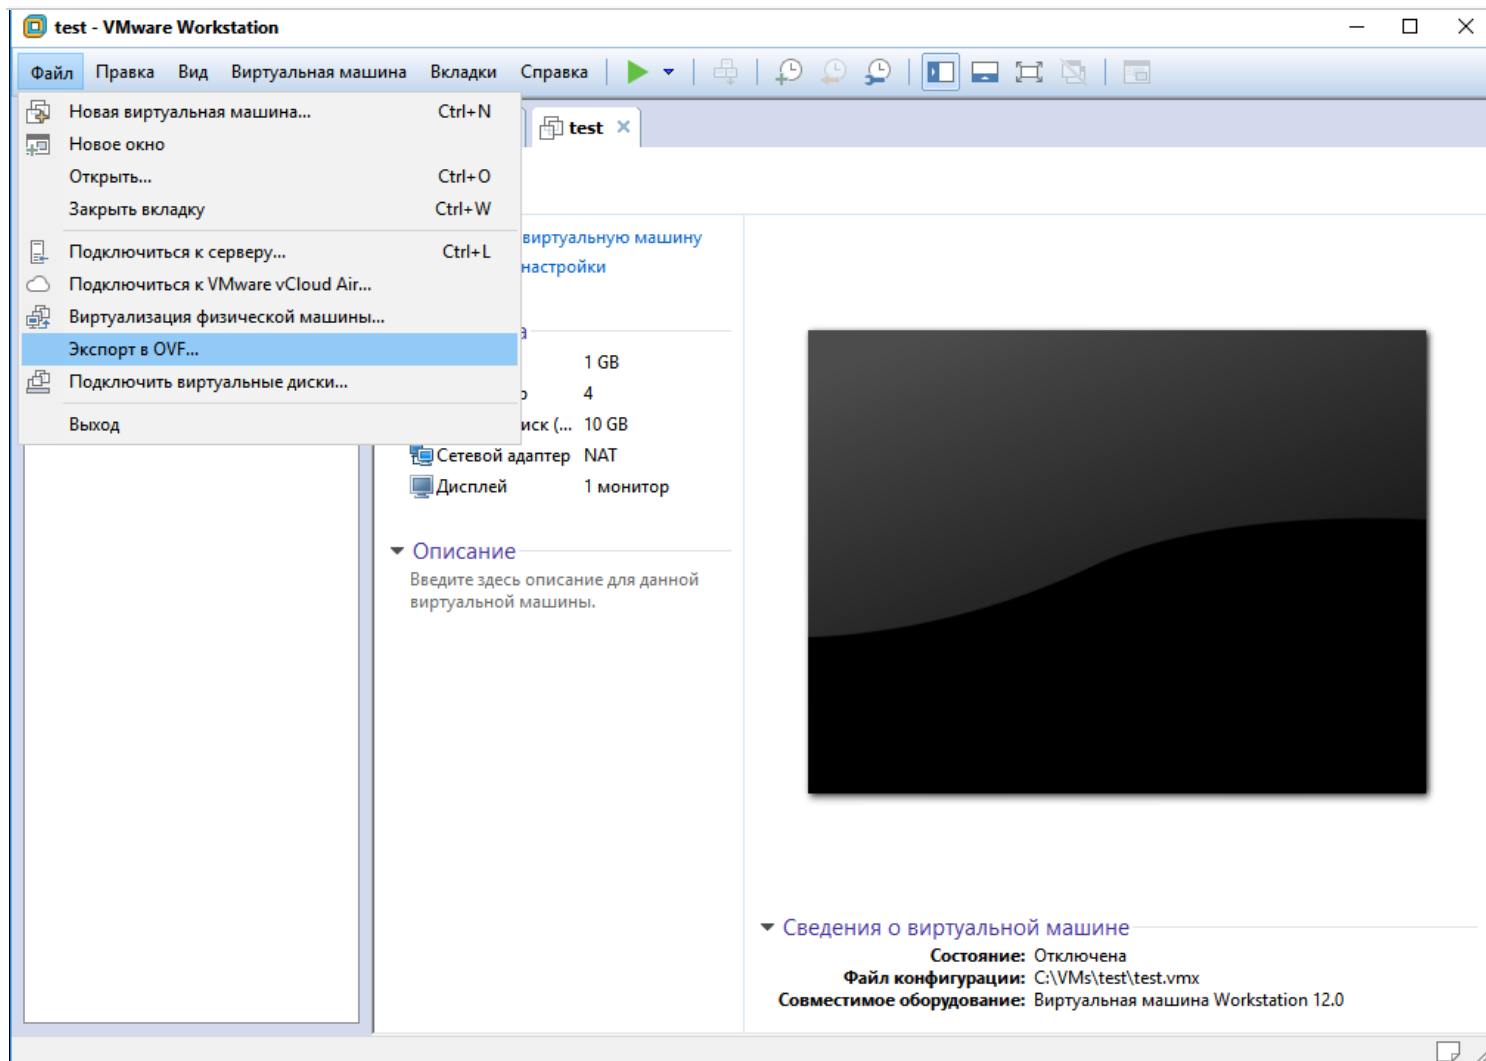 test - VMware Workstation
Файл Правка Вид Виртуальная машина Вкладки Справка
Новая виртуальная машина... Ctrl+N
Новое окно
Открыть... Ctrl+O
Закрыть вкладку Ctrl+W
Подключиться к серверу... Ctrl+L
Подключиться к VMware vCloud Air...
Виртуализация физической машины...
Экспорт в OVF...
Подключить виртуальные диски...
Выход
test
виртуальную машину
настройки
1 GB
4
иск (... 10 GB
Сетевой адаптер NAT
Дисплей 1 монитор
Описание
Введите здесь описание для данной
виртуальной машины.
Сведения о виртуальной машине
Состояние: Отключена
Файл конфигурации: C:\VMs\test\test.vmx
Совместимое оборудование: Виртуальная машина Workstation 12.0